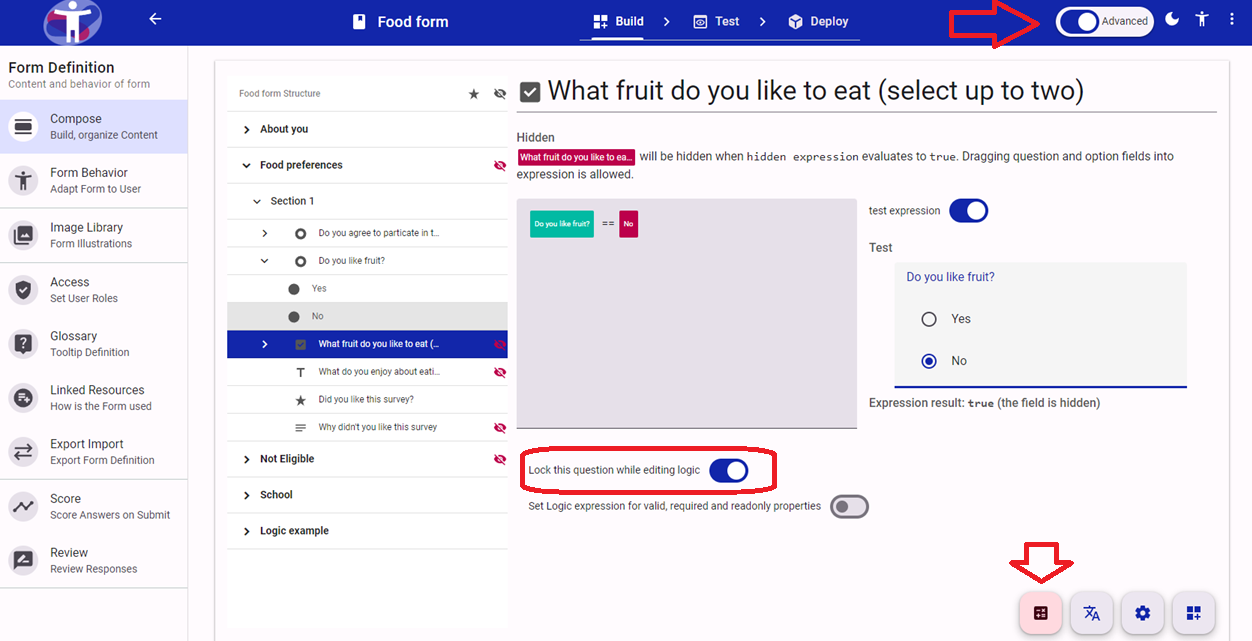 Food form
Build
Test
Deploy
Advanced
Form Definition
Content and behavior of form
Compose
Build, organize Content
Form Behavior
Adapt Form to User
Image Library
Form Illustrations
Access
Set User Roles
Glossary
Tooltip Definition
Linked Resources
How is the Form used
Export Import
Export Form Definition
Score
Score Answers on Submit
Review
Review Responses
Food form Structure
About you
Food preferences
Section 1
Do you agree to particate in t...
Do you like fruit?
Yes
No
What fruit do you like to eat (...
What do you enjoy about eati...
Did you like this survey?
Why didn't you like this survey
Not Eligible
School
Logic example
What fruit do you like to eat (select up to two)
Hidden
What fruit do you like to ea... will be hidden when hidden expression evaluates to true. Dragging question and option fields into
expression is allowed.
Do you like fruit? == No
test expression
Test
Do you like fruit?
Yes
No
Expression result: true (the field is hidden)
Lock this question while editing logic
Set Logic expression for valid, required and readonly properties